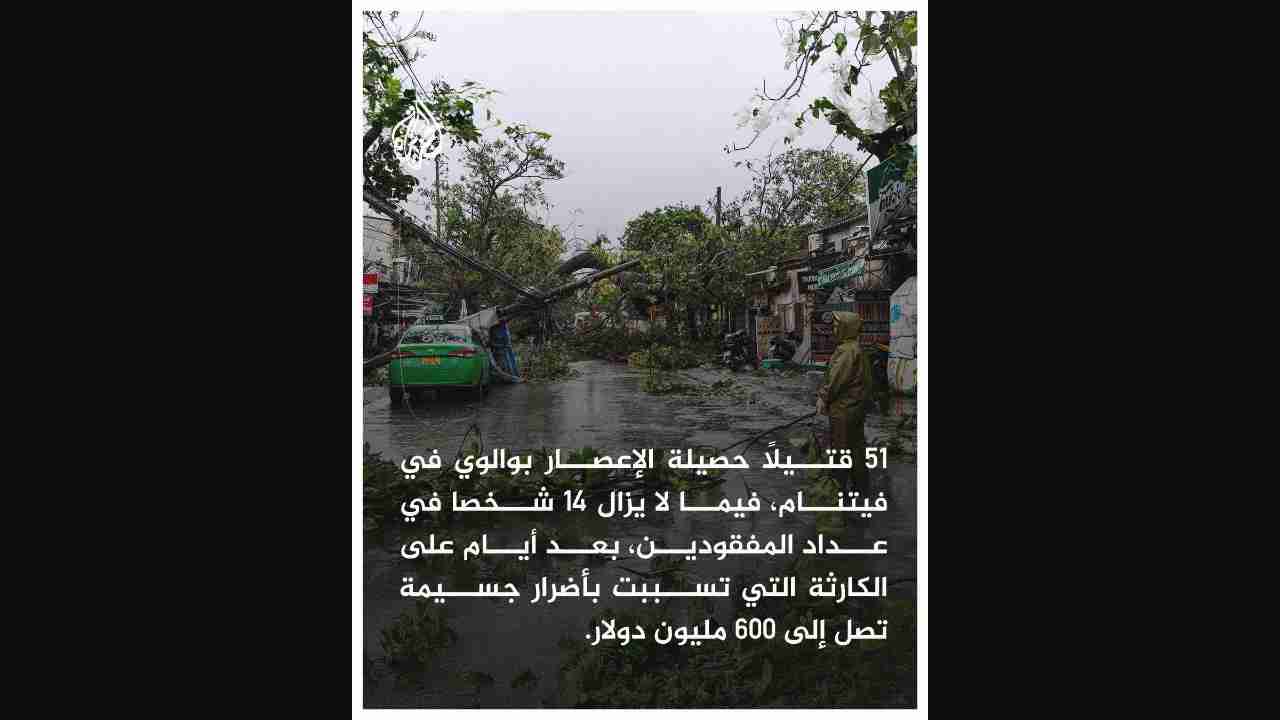 51 قتيلاً حصيلة الإعصار بوالوي في
فيتنام، فيما لا يزال 14 شخصا في
عداد المفقودين، بعد أيام على
الكارثة التي تسببت بأضرار جسيمة
تصل إلى 600 مليون دولار.